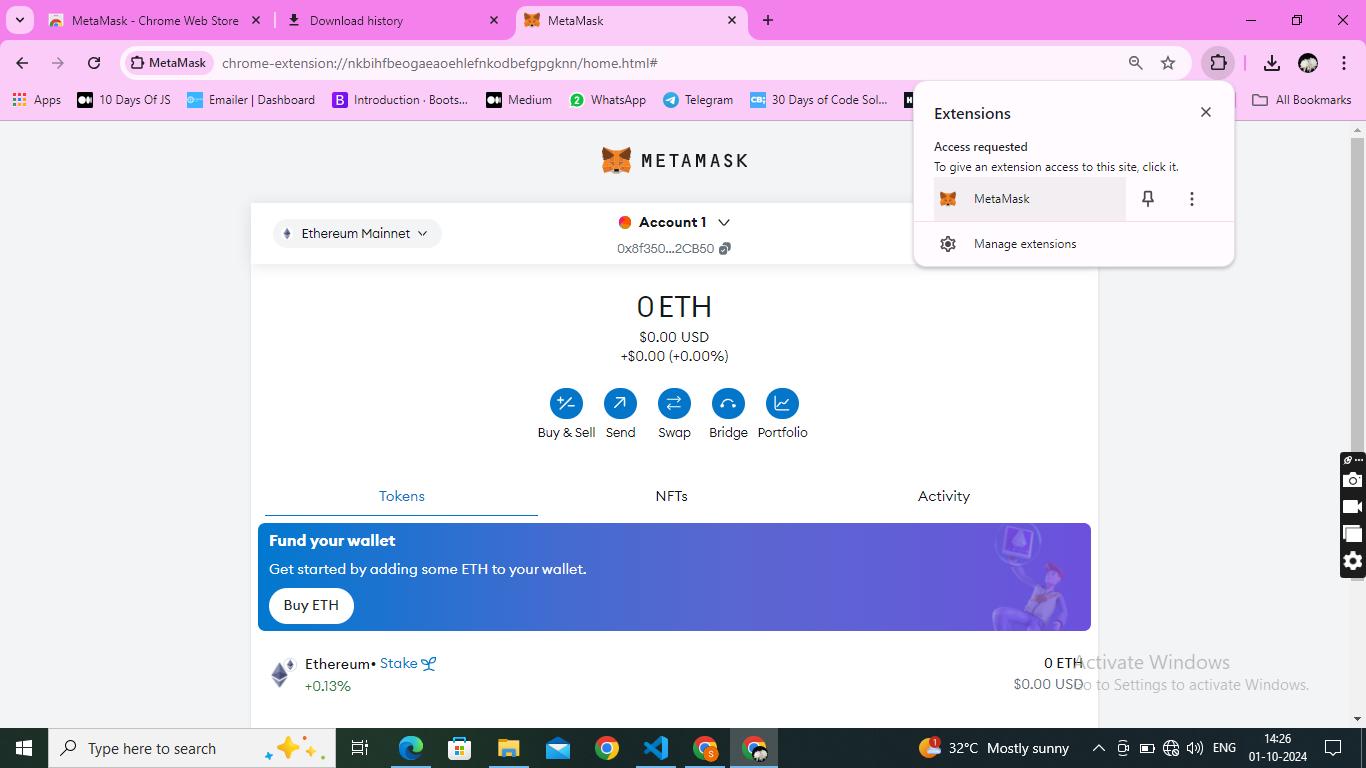 MetaMask - Chrome Web Store
Download history
MetaMask
MetaMask
chrome-extension://nkbihfbeogaeaoehlefnkodbefgpgknn/home.html#
Apps
10 Days Of JS
Emailer | Dashboard
Introduction · Boots...
Medium
WhatsApp
Telegram
30 Days of Code Sol...
All Bookmarks
Extensions
Access requested
To give an extension access to this site, click it.
MetaMask
Manage extensions
METAMASK
Ethereum Mainnet
Account 1
0x8f350...2CB50
0 ETH
$0.00 USD
+$0.00 (+0.00%)
Buy & Sell
Send
Swap
Bridge
Portfolio
Tokens
NFTs
Activity
Fund your wallet
Get started by adding some ETH to your wallet.
Buy ETH
Ethereum • Stake
0 ETH
+0.13%
$0.00 USD
Activate Windows
Go to Settings to activate Windows.
Type here to search
1
32°C Mostly sunny
ENG
14:26
01-10-2024